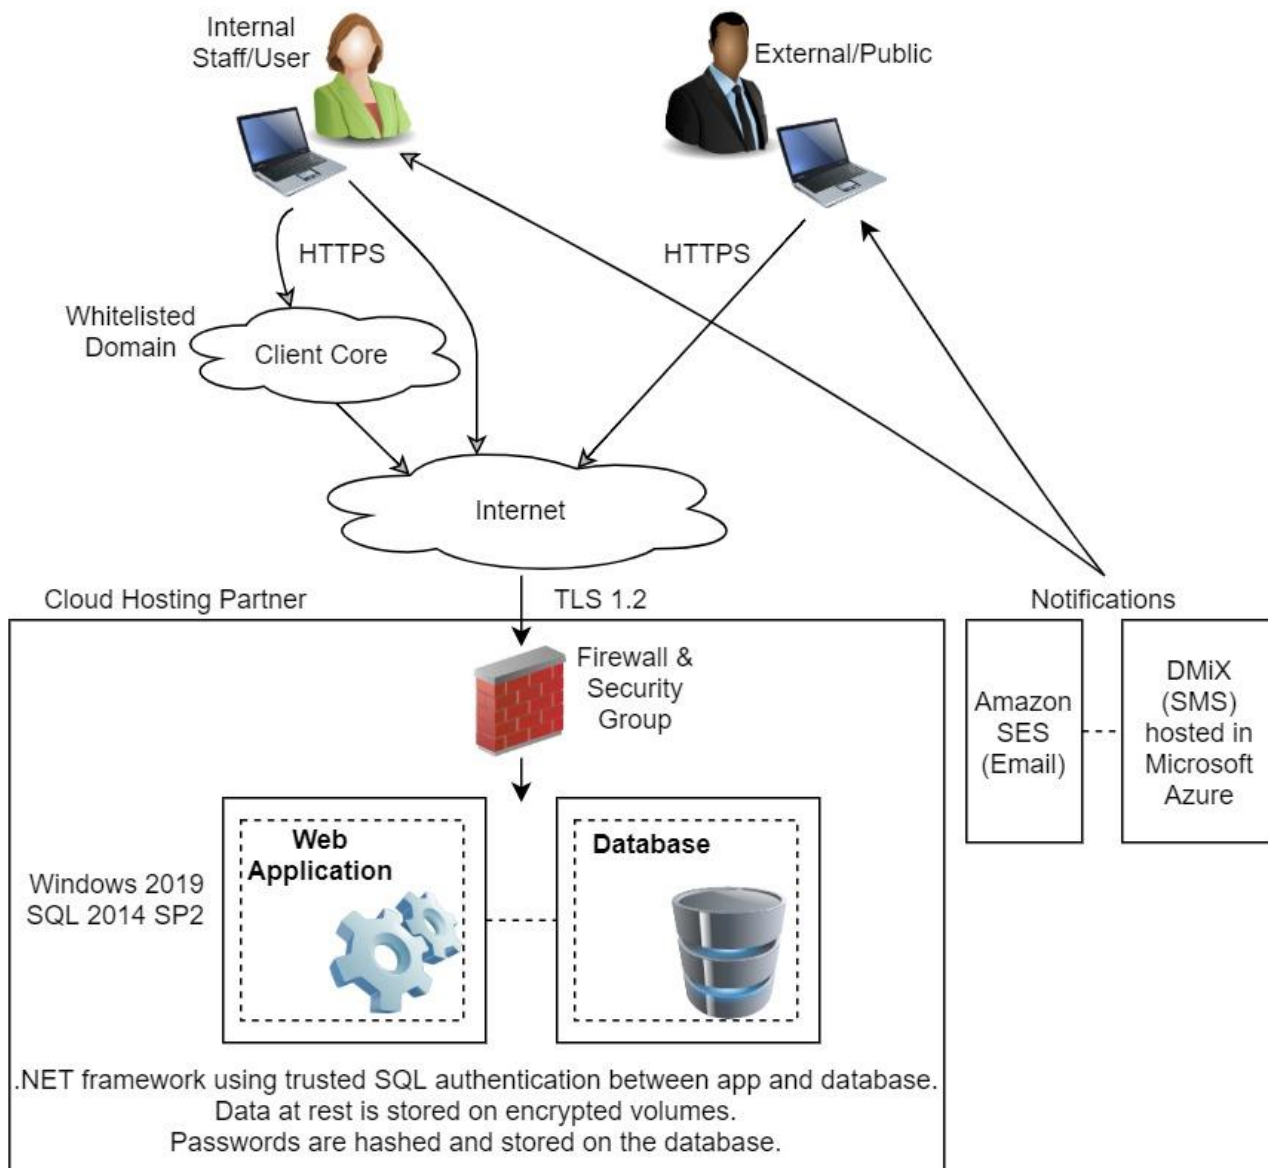 Internal
Staff/User
External/Public
HTTPS
HTTPS
Whitelisted
Domain
Client Core
Internet
Cloud Hosting Partner
TLS 1.2
Notifications
Firewall &
Security
Group
Amazon
SES
(Email)
DMiX
(SMS)
hosted in
Microsoft
Azure
Web
Application
Database
Windows 2019
SQL 2014 SP2
.NET framework using trusted SQL authentication between app and database.
Data at rest is stored on encrypted volumes.
Passwords are hashed and stored on the database.